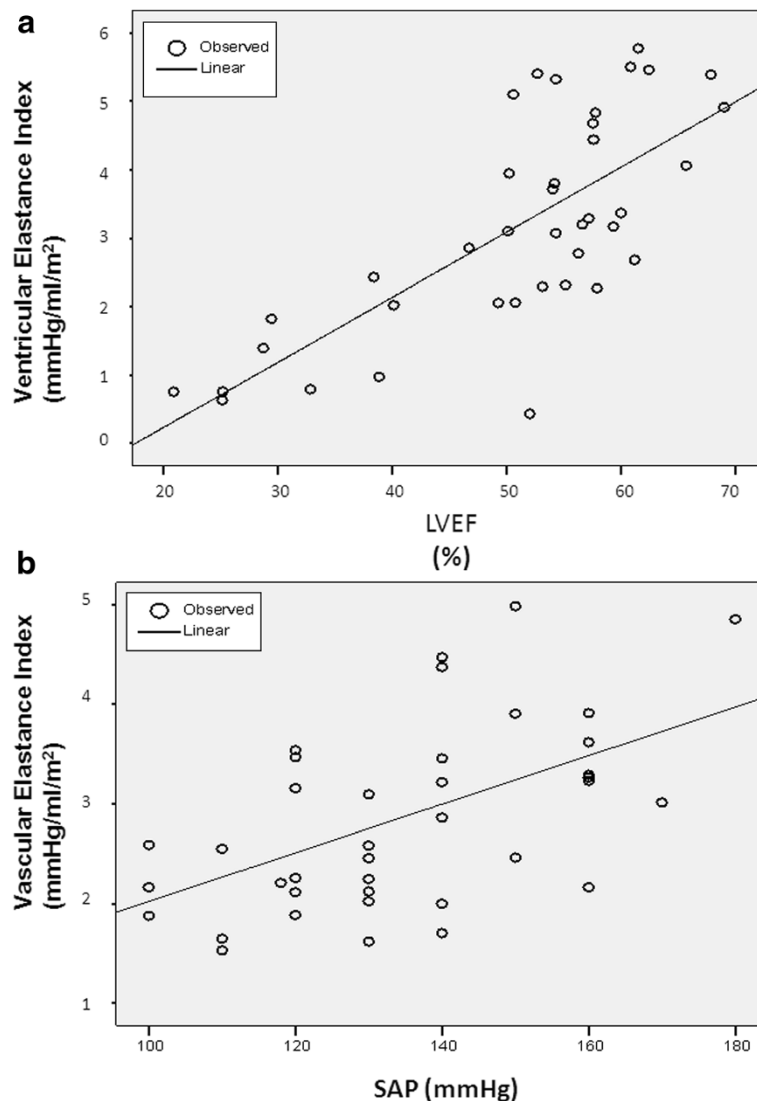 a
Observed
Linear
Ventricular Elastance Index
(mmHg/ml/m²)
6
5
4
3
2
1
0
20 30 40 50 60 70
LVEF
(%)
b
Observed
Linear
Vascular Elastance Index
(mmHg/ml/m²)
5
4
3
2
1
100 120 140 160 180
SAP (mmHg)